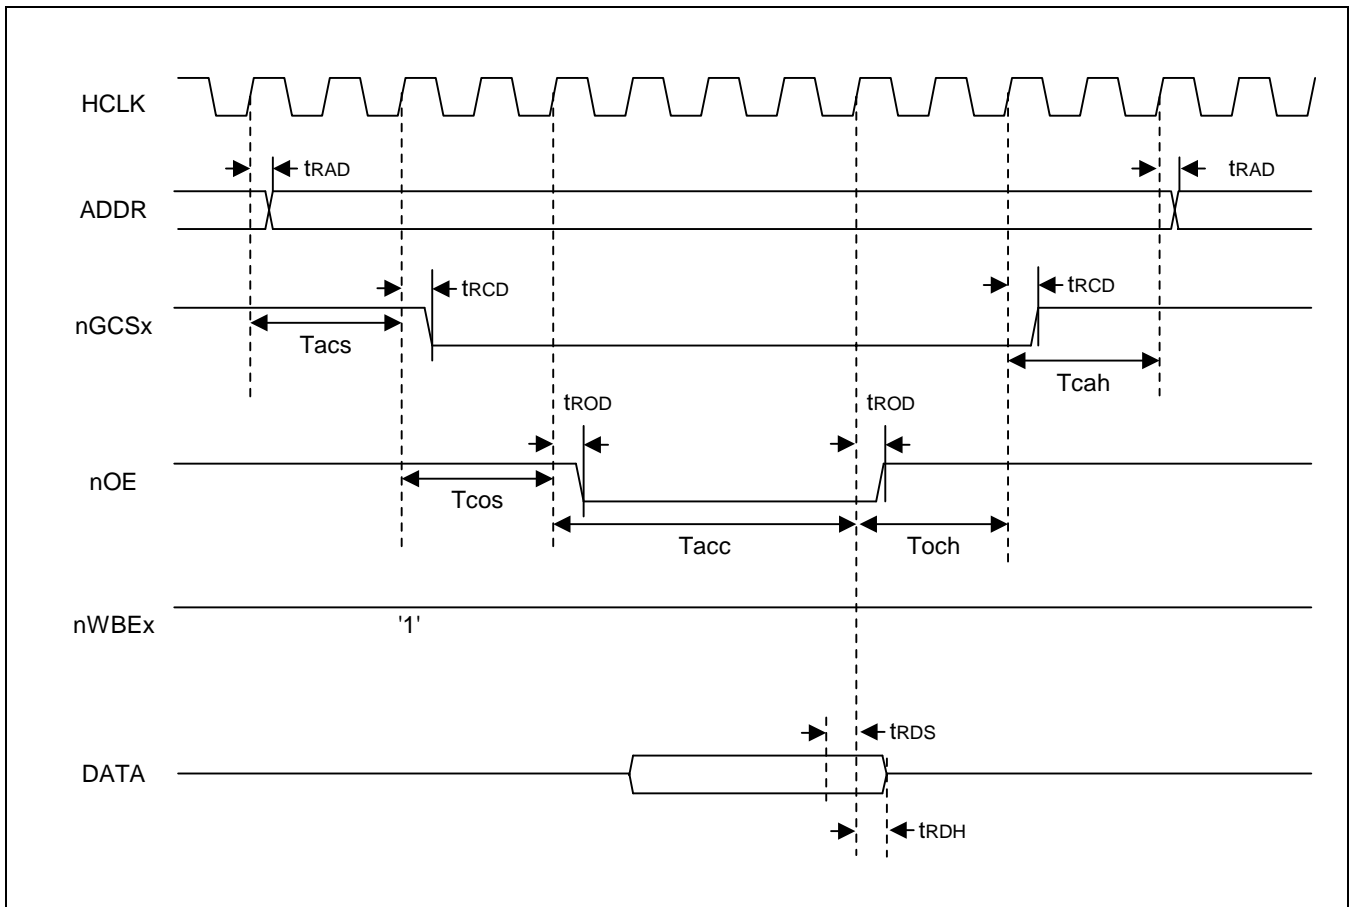 HCLK
tRAD tRAD
ADDR
tRCD tRCD
nGCSx
Tacs
Tcah
tROD tROD
nOE
Tcos
Tacc Toch
nWBEx '1'
tRDS
DATA
tRDH